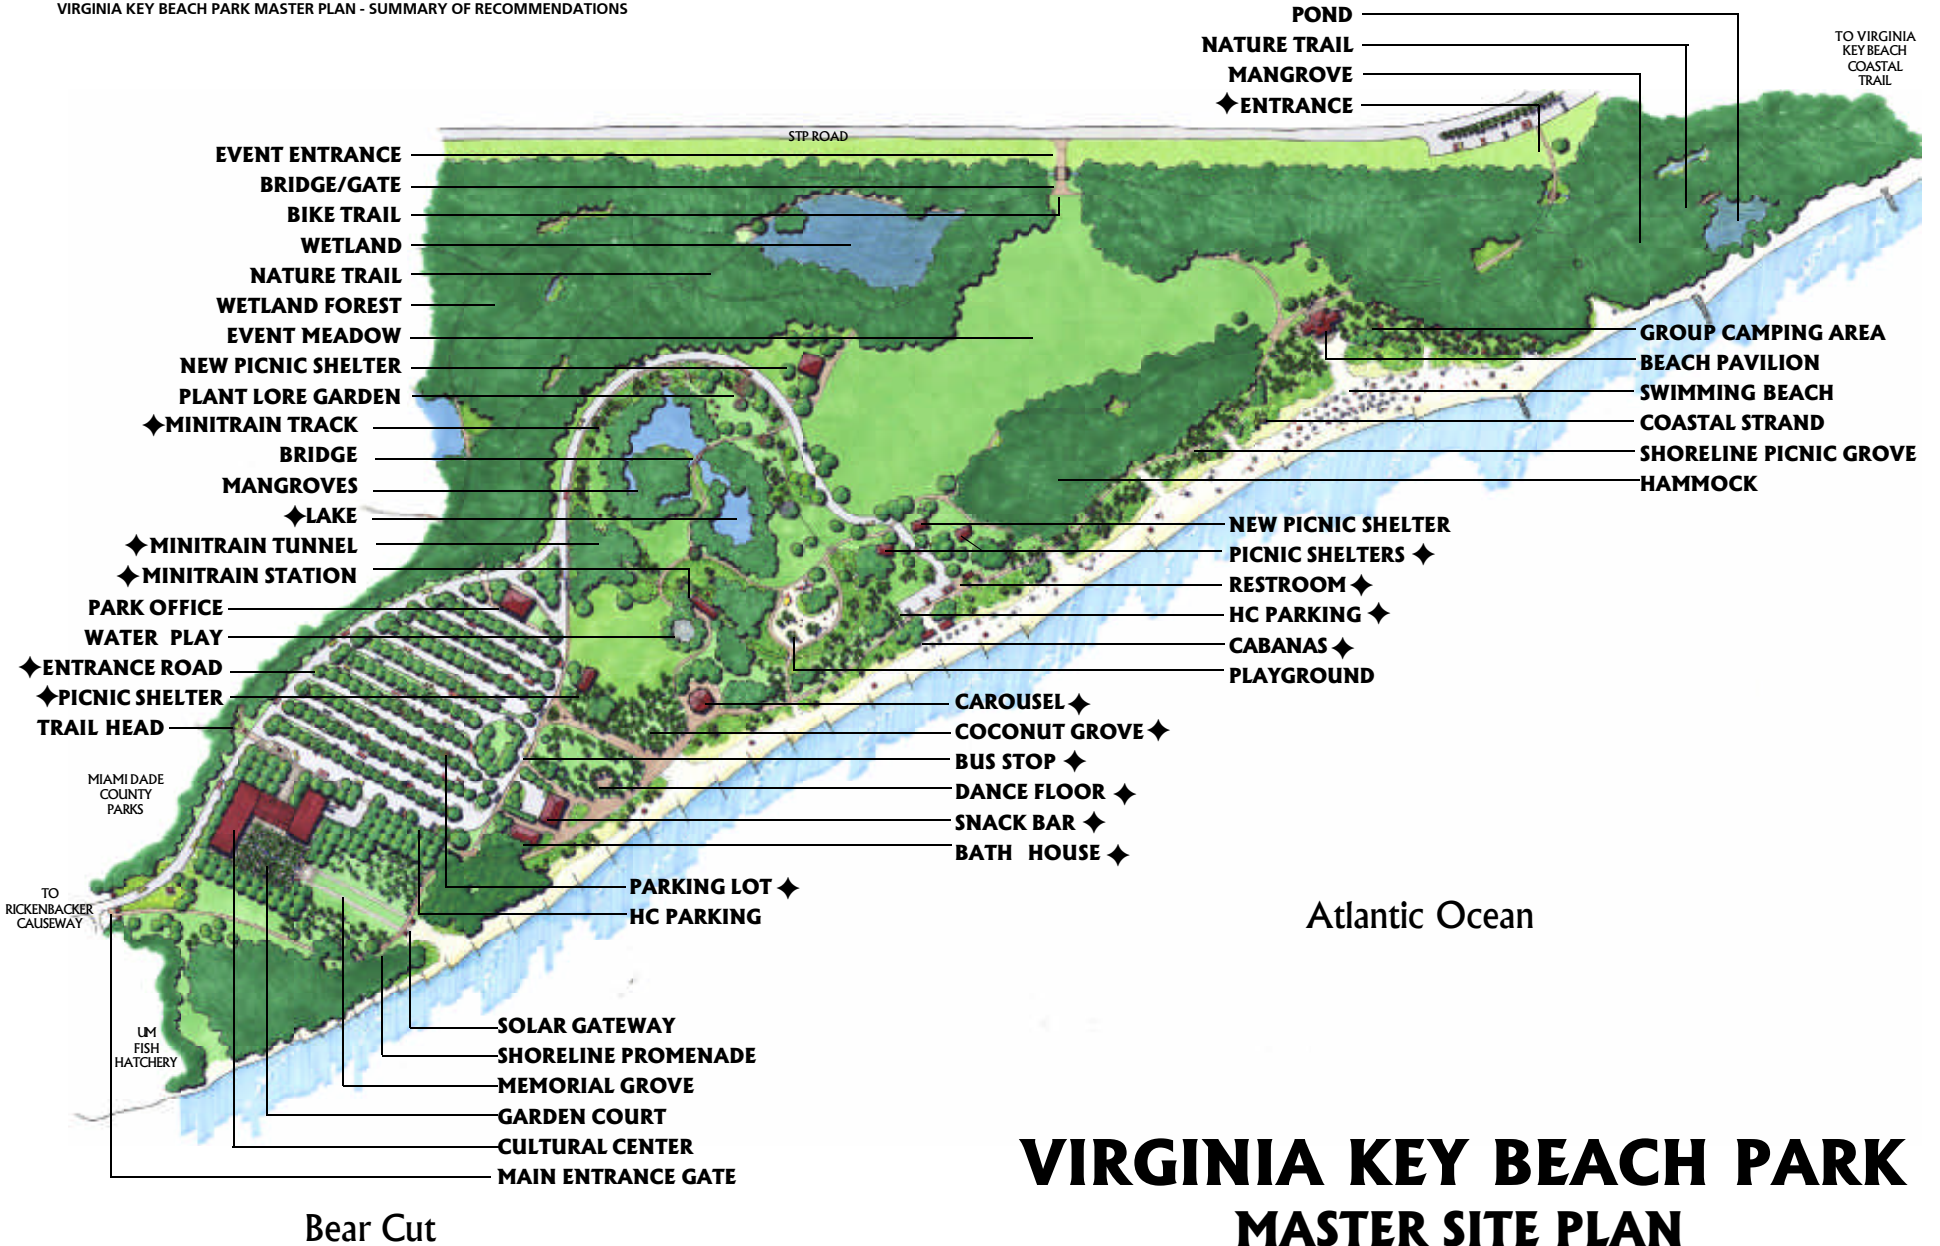 VIRGINIA KEY BEACH PARK MASTER PLAN - SUMMARY OF RECOMMENDATIONS
POND
NATURE TRAIL
MANGROVE
✦ENTRANCE
TO VIRGINIA
KEY BEACH
COASTAL
TRAIL
STP ROAD
EVENT ENTRANCE
BRIDGE/GATE
BIKE TRAIL
WETLAND
NATURE TRAIL
WETLAND FOREST
EVENT MEADOW
NEW PICNIC SHELTER
PLANT LORE GARDEN
✦MINITRAIN TRACK
BRIDGE
MANGROVES
✦LAKE
✦MINITRAIN TUNNEL
✦MINITRAIN STATION
PARK OFFICE
WATER PLAY
✦ENTRANCE ROAD
✦PICNIC SHELTER
TRAIL HEAD
GROUP CAMPING AREA
BEACH PAVILION
SWIMMING BEACH
COASTAL STRAND
SHORELINE PICNIC GROVE
HAMMOCK
NEW PICNIC SHELTER
PICNIC SHELTERS ✦
RESTROOM ✦
HC PARKING ✦
CABANAS ✦
PLAYGROUND
CAROUSEL ✦
COCONUT GROVE ✦
BUS STOP ✦
DANCE FLOOR ✦
SNACK BAR ✦
BATH HOUSE ✦
PARKING LOT ✦
HC PARKING
MIAMI DADE
COUNTY
PARKS
TO
RICKENBACKER
CAUSEWAY
UM
FISH
HATCHERY
SOLAR GATEWAY
SHORELINE PROMENADE
MEMORIAL GROVE
GARDEN COURT
CULTURAL CENTER
MAIN ENTRANCE GATE
Atlantic Ocean
Bear Cut
VIRGINIA KEY BEACH PARK
MASTER SITE PLAN